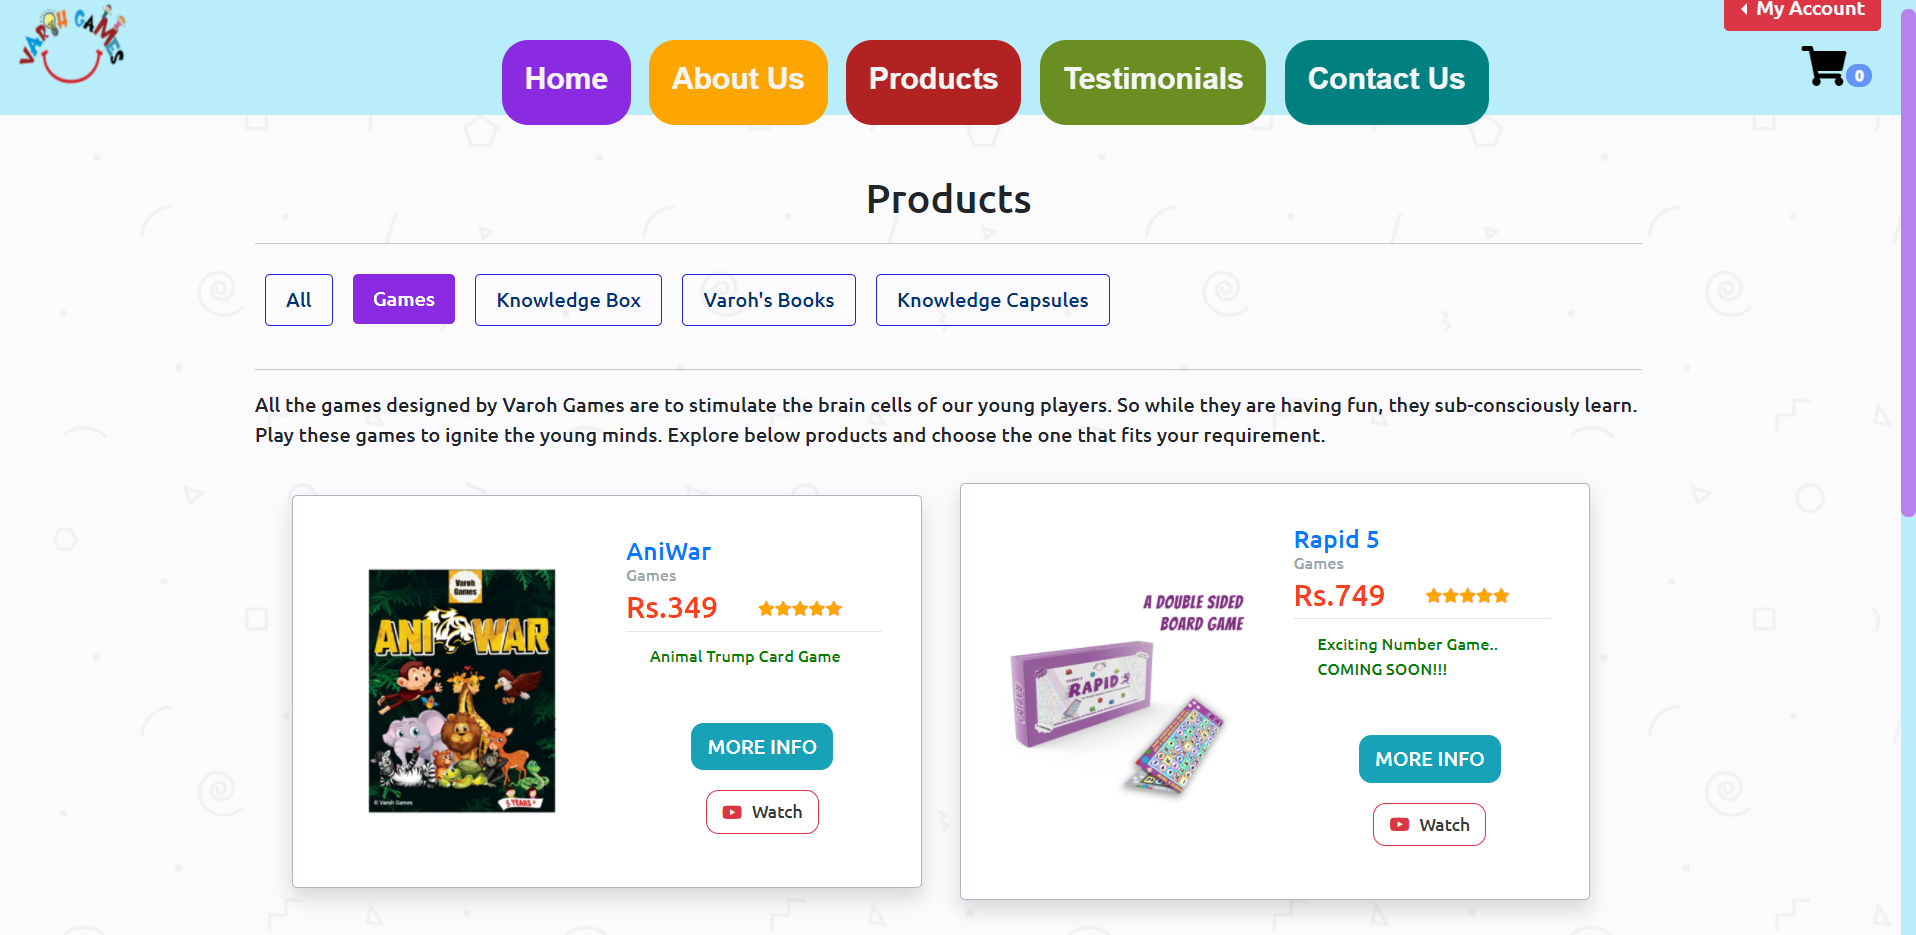 VAROH GAMES
My Account
Home
About Us
Products
Testimonials
Contact Us
0
Products
All
Games
Knowledge Box
Varoh's Books
Knowledge Capsules
All the games designed by Varoh Games are to stimulate the brain cells of our young players. So while they are having fun, they sub-consciously learn.
Play these games to ignite the young minds. Explore below products and choose the one that fits your requirement.
Varoh
Games
ANIWAR
© Varoh Games
5 YEARS +
AniWar
Games
Rs.349
Animal Trump Card Game
MORE INFO
Watch
A DOUBLE SIDED
BOARD GAME
RAPID 5
Rapid 5
Games
Rs.749
Exciting Number Game..
COMING SOON!!!
MORE INFO
Watch